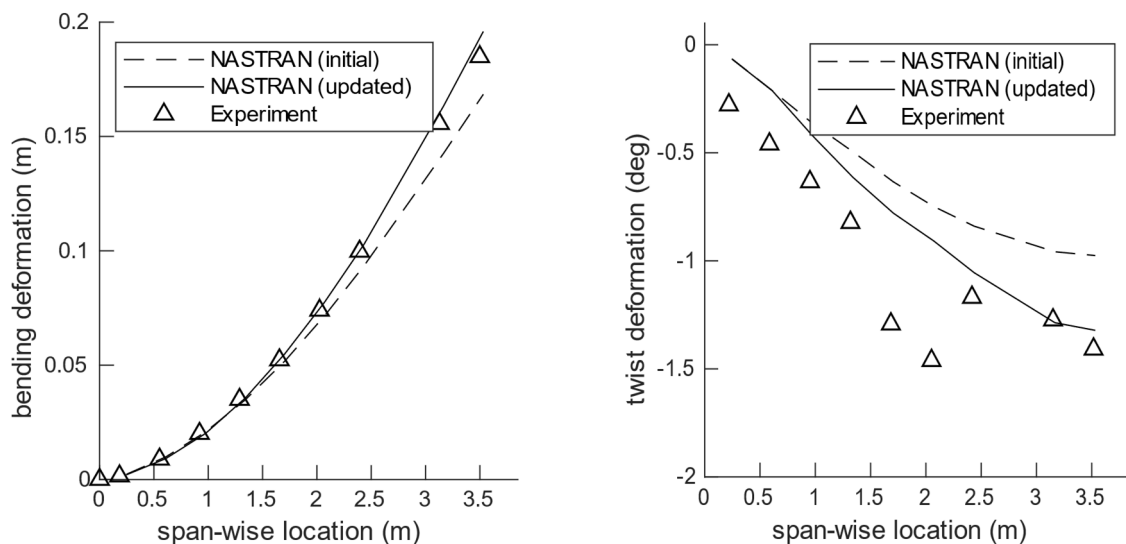 0.2
0.15
0.1
0.05
0
bending deformation (m)
NASTRAN (initial)
NASTRAN (updated)
Experiment
0 0.5 1 1.5 2 2.5 3 3.5
span-wise location (m)
0
-0.5
-1
-1.5
-2
twist deformation (deg)
NASTRAN (initial)
NASTRAN (updated)
Experiment
0 0.5 1 1.5 2 2.5 3 3.5
span-wise location (m)